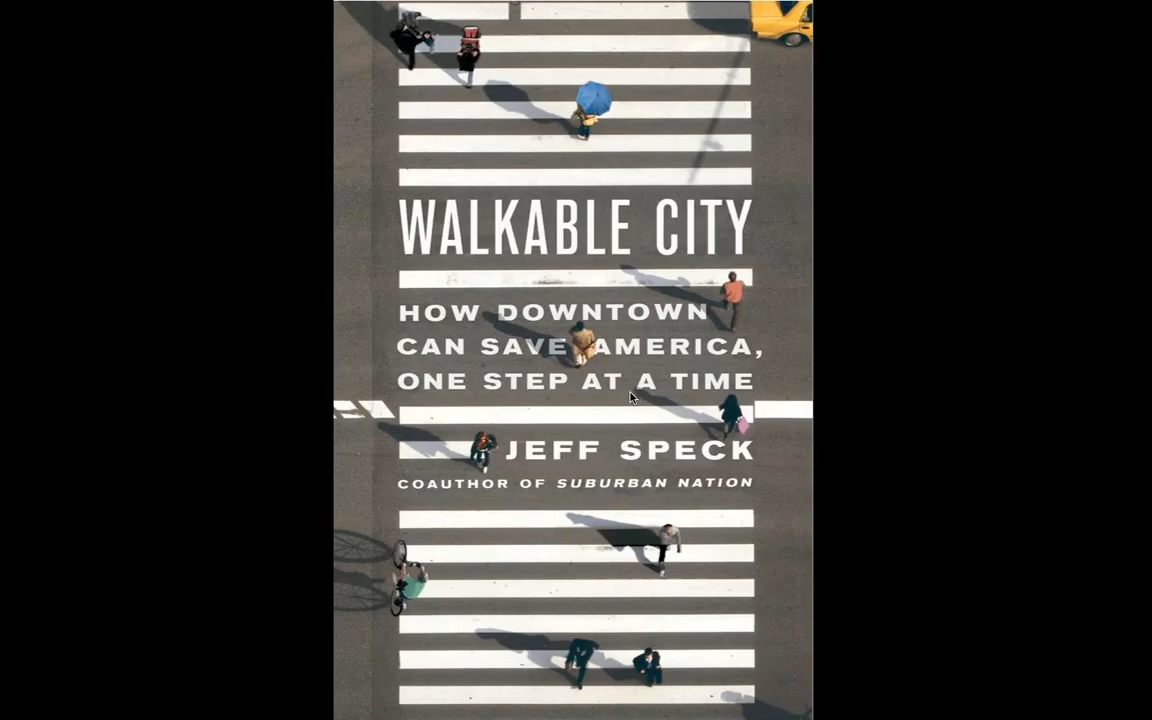 WALKABLE CITY
HOW DOWNTOWN
CAN SAVE AMERICA,
ONE STEP AT A TIME
JEFF SPECK
COAUTHOR OF SUBURBAN NATION